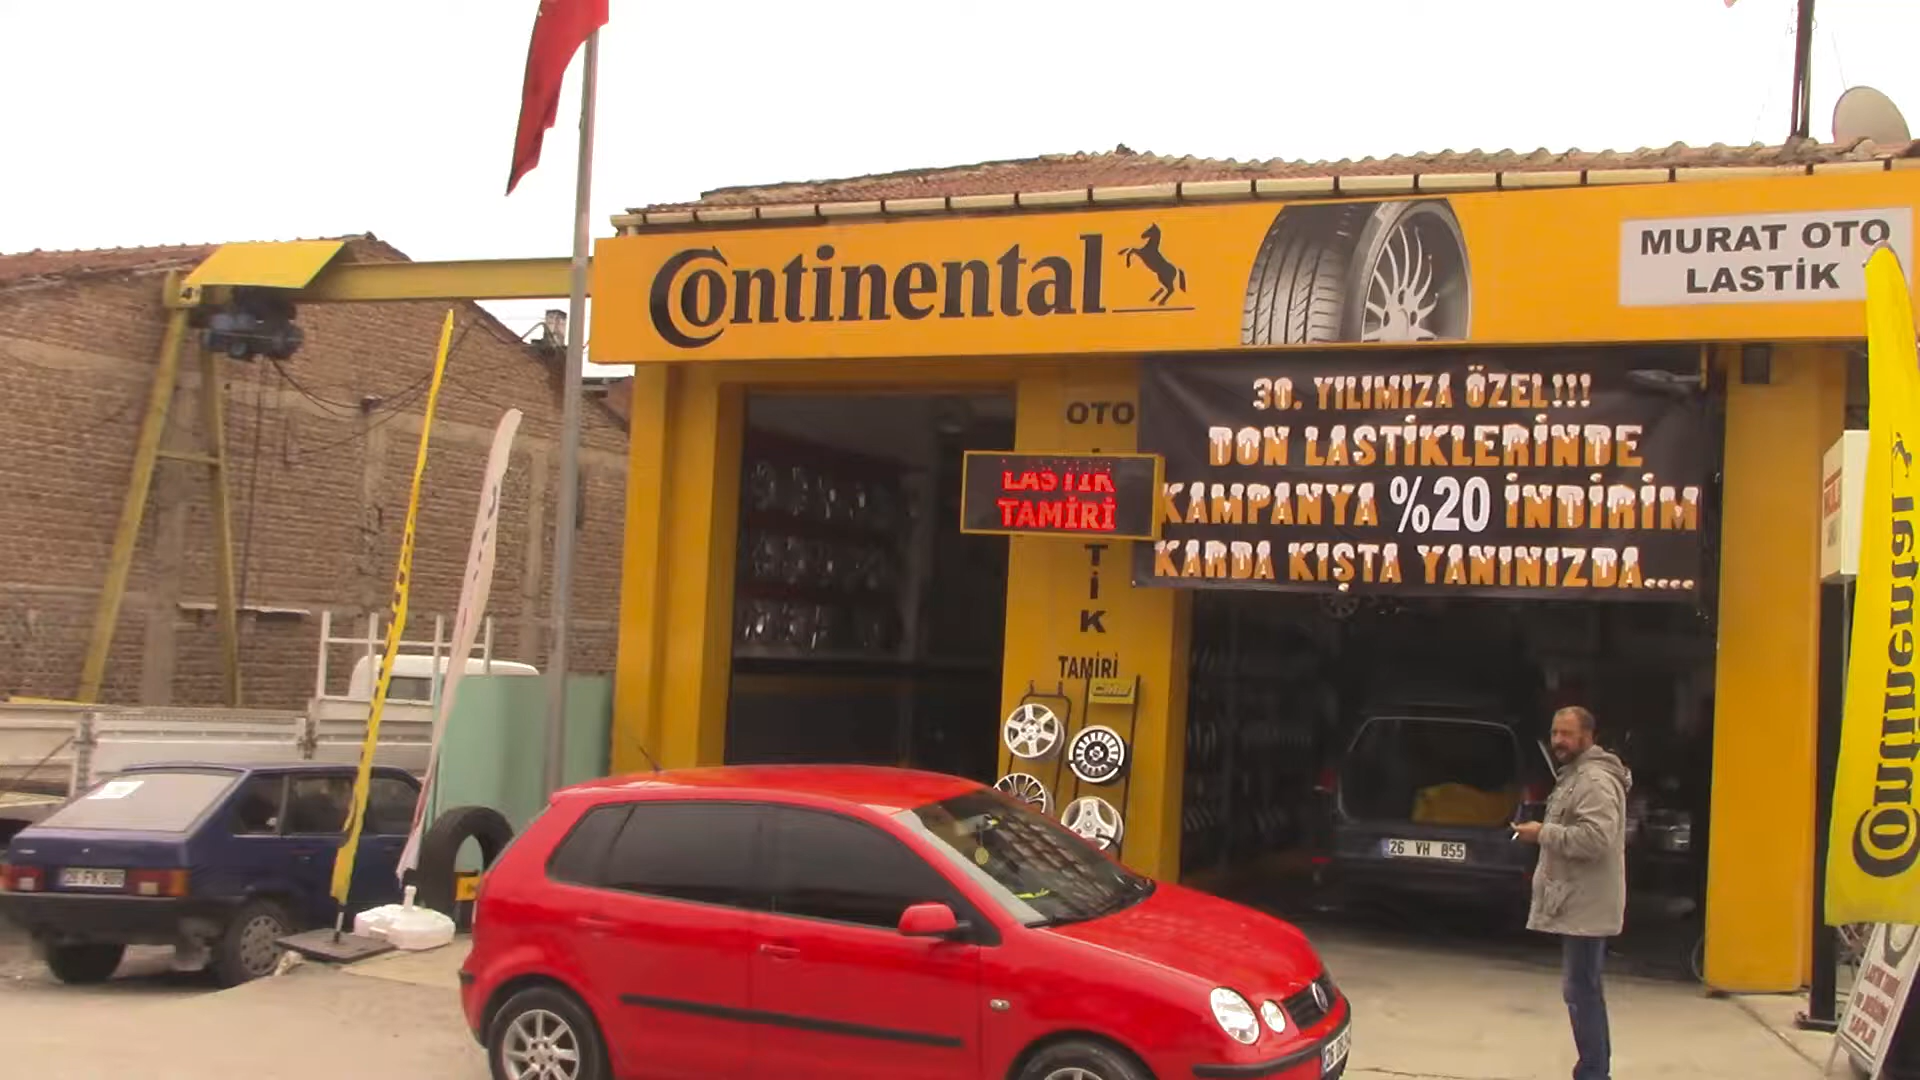 Continental
MURAT OTO
LASTİK
30. YILIMIZA ÖZEL!!!
DON LASTİKLERİNDE
KAMPANYA %20 İNDİRİM
KARDA KIŞTA YANINIZDA....
OTO
LASTİK
TAMİRİ
TİK
TAMİRİ
26 VH 855
Continental